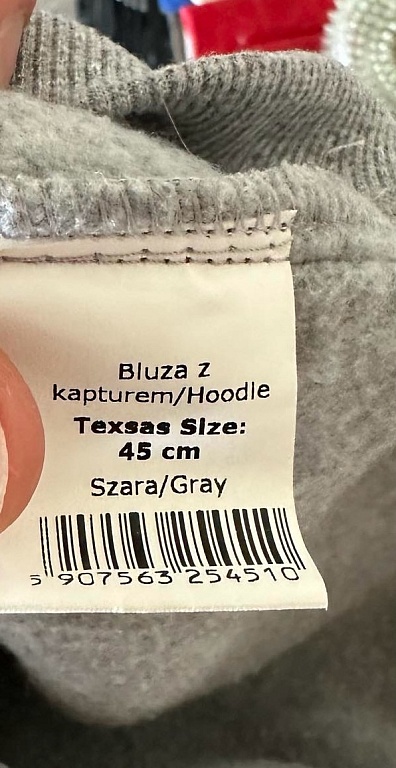 Bluza z
kapturem/Hoodle
Texsas Size:
45 cm
Szara/Gray
5 907563 254510